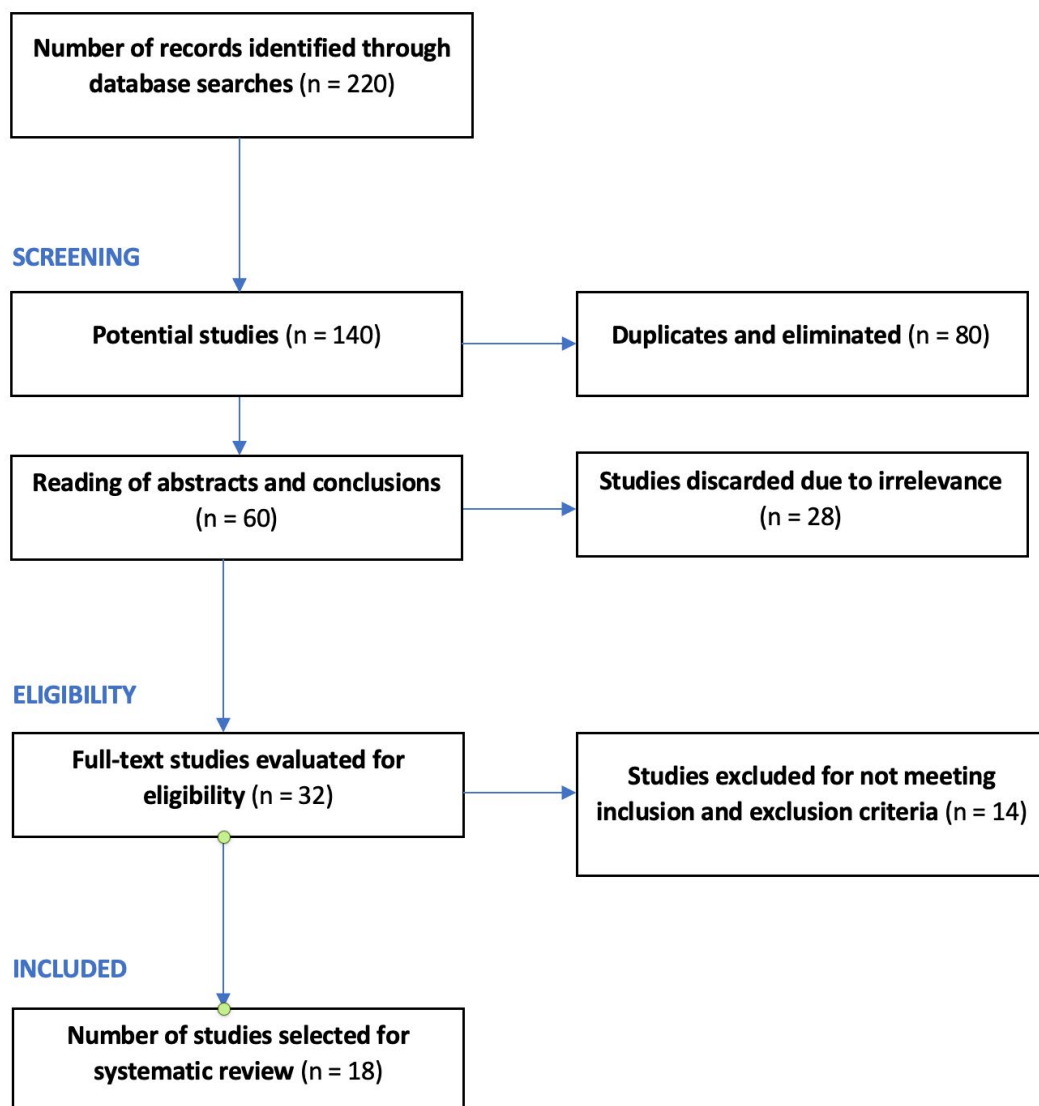 Number of records identified through
database searches (n = 220)
SCREENING
Potential studies (n = 140)
Duplicates and eliminated (n = 80)
Reading of abstracts and conclusions
(n = 60)
Studies discarded due to irrelevance
(n = 28)
ELIGIBILITY
Full-text studies evaluated for
eligibility (n = 32)
Studies excluded for not meeting
inclusion and exclusion criteria (n = 14)
INCLUDED
Number of studies selected for
systematic review (n = 18)